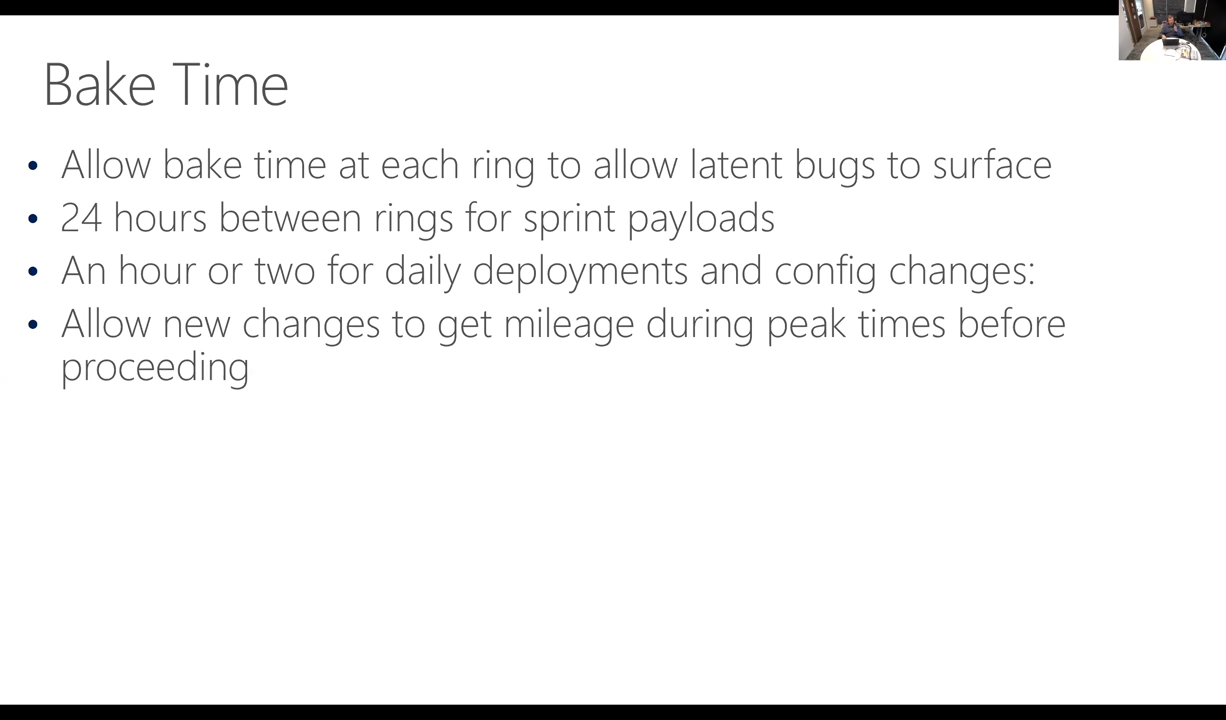 Bake Time
• Allow bake time at each ring to allow latent bugs to surface
• 24 hours between rings for sprint payloads
• An hour or two for daily deployments and config changes:
• Allow new changes to get mileage during peak times before
proceeding